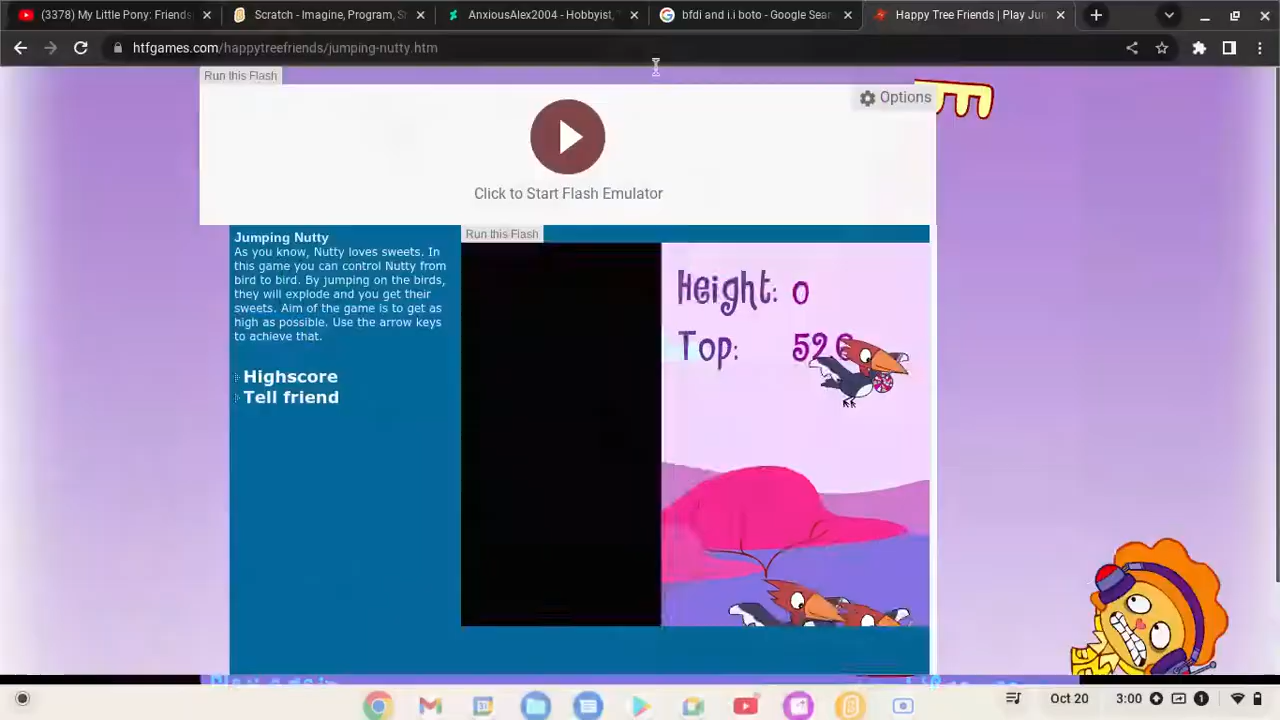 (3378) My Little Pony: Friends
Scratch - Imagine, Program,
AnxiousAlex2004 - Hobbyist,
bfdi and i.i boto - Google Sear
Happy Tree Friends | Play Jun
htfgames.com/happytreefriends/jumping-nutty.htm
Run this Flash
Options
Click to Start Flash Emulator
Jumping Nutty
As you know, Nutty loves sweets. In
this game you can control Nutty from
bird to bird. By jumping on the birds,
they will explode and you get their
sweets. Aim of the game is to get as
high as possible. Use the arrow keys
to achieve that.
Highscore
Tell friend
Run this Flash
Height: 0
Top: 526
Oct 20
3:00